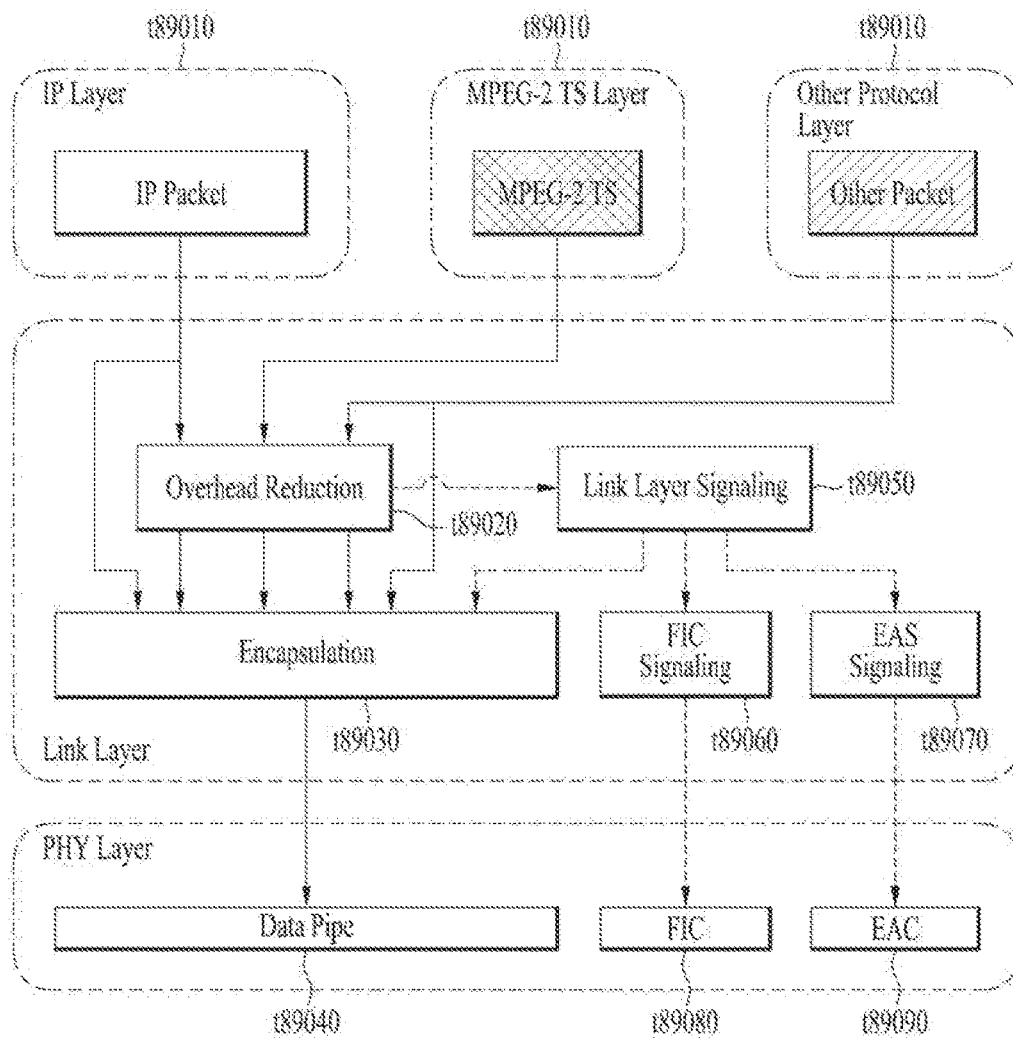 t89010
t89010
t89010
IP Layer
MPEG-2 TS Layer
Other Protocol
Layer
IP Packet
MPEG-2 TS
Other Packet
Overhead Reduction
Link Layer Signaling
t89050
t89020
Encapsulation
FIC
Signaling
EAS
Signaling
t89030
t89060
t89070
Link Layer
PHY Layer
Data Pipe
FIC
EAC
t89040
t89080
t89090